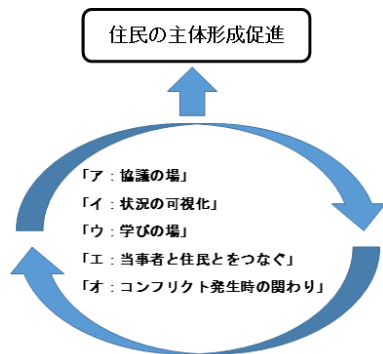 住民の主体形成促進
「ア：協議の場」
「イ：状況の可視化」
「ウ：学びの場」
「エ：当事者と住民とをつなぐ」
「オ：コンフリクト発生時の関わり」